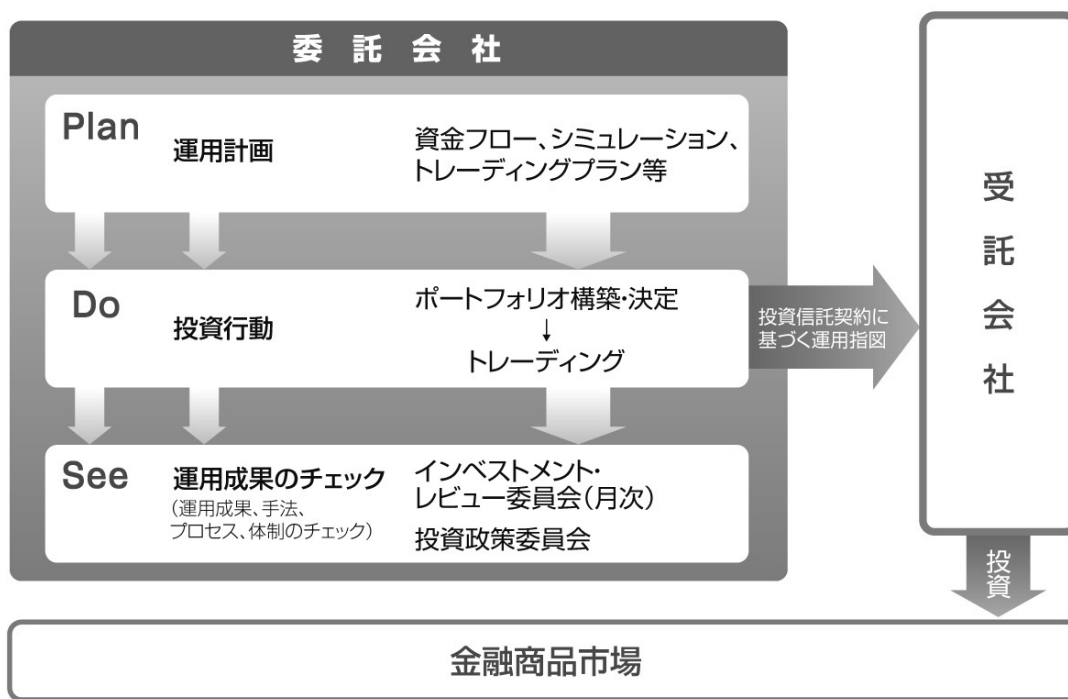 委託会社
Plan
運用計画
資金フロー、シミュレーション、
トレーディングプラン等
Do
投資行動
ポートフォリオ構築・決定
↓
トレーディング
See
運用成果のチェック
(運用成果、手法、
プロセス、体制のチェック)
インベストメント・
レビュー委員会(月次)
投資政策委員会
投資信託契約に
基づく運用指図
受託会社
投資
金融商品市場